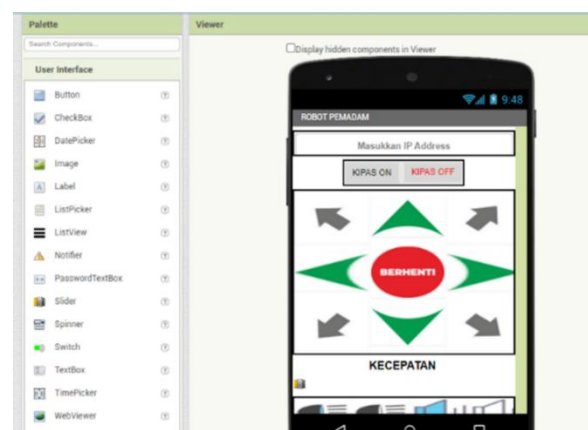 Palette
Viewer
Search Components...
Display hidden components in Viewer
User Interface
Button
CheckBox
DatePicker
Image
Label
ListPicker
ListView
Notifier
PasswordTextBox
Slider
Spinner
Switch
TextBox
TimePicker
WebViewer
9:48
ROBOT PEMADAM
Masukkan IP Address
KIPAS ON KIPAS OFF
BERHENTI
KECEPATAN